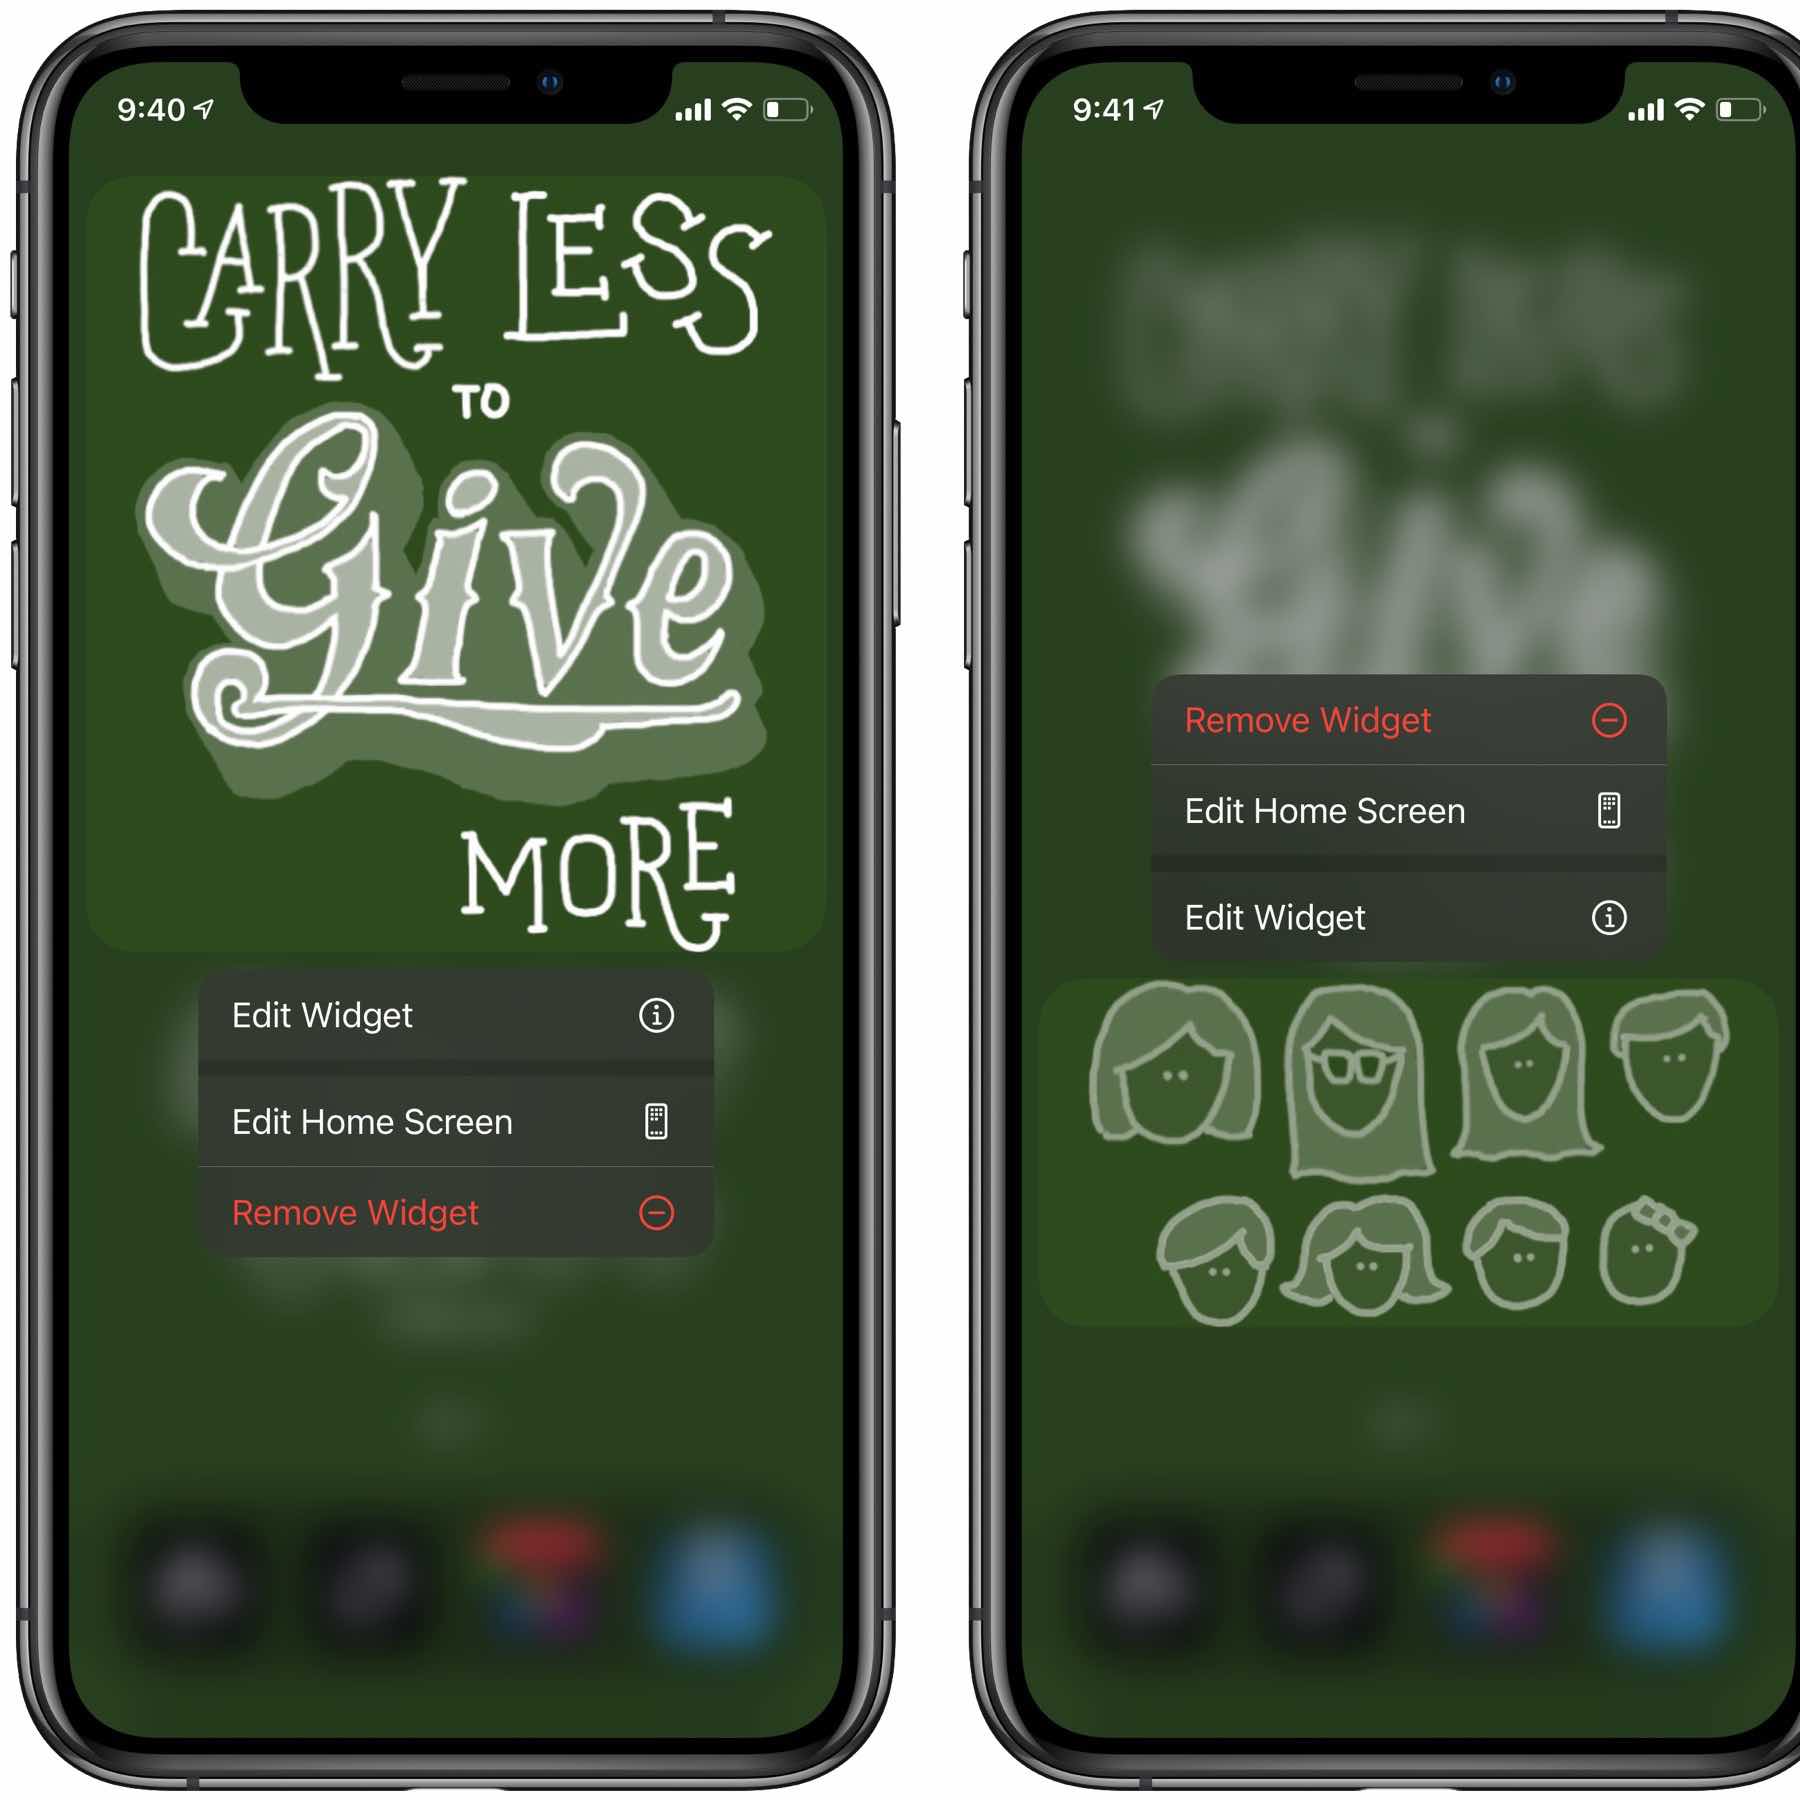 9:40
CARRY LESS
TO
Give
MORE
Edit Widget
Edit Home Screen
Remove Widget
9:41
Remove Widget
Edit Home Screen
Edit Widget